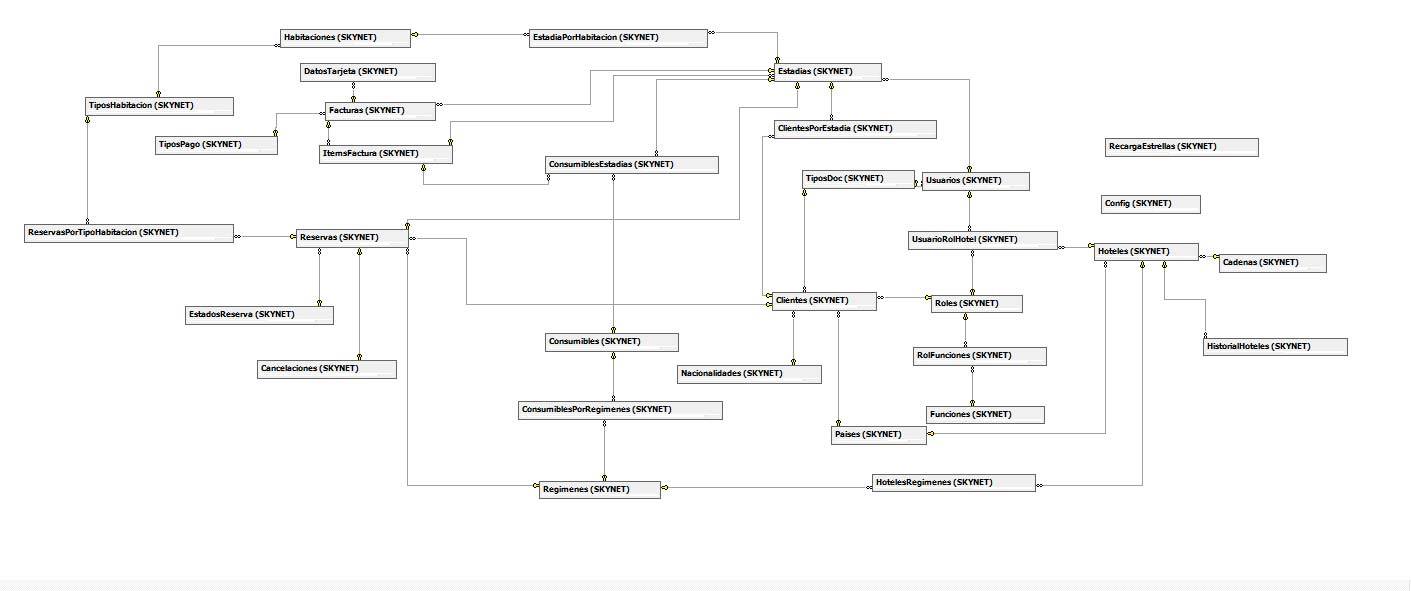 Habitaciones (SKYNET)
EstadiaPorHabitacion (SKYNET)
DatosTarjeta (SKYNET)
Estadias (SKYNET)
TiposHabitacion (SKYNET)
Facturas (SKYNET)
ClientesPorEstadia (SKYNET)
TiposPago (SKYNET)
ItemsFactura (SKYNET)
RecargaEstrellas (SKYNET)
ConsumiblesEstadias (SKYNET)
TiposDoc (SKYNET)
Usuarios (SKYNET)
Config (SKYNET)
ReservasPorTipoHabitacion (SKYNET)
Reservas (SKYNET)
UsuarioRolHotel (SKYNET)
Hoteles (SKYNET)
Cadenas (SKYNET)
Clientes (SKYNET)
Roles (SKYNET)
EstadosReserva (SKYNET)
Consumibles (SKYNET)
HistorialHoteles (SKYNET)
RolFunciones (SKYNET)
Cancelaciones (SKYNET)
Nacionalidades (SKYNET)
ConsumiblesPorRegimenes (SKYNET)
Funciones (SKYNET)
Paises (SKYNET)
HotelesRegimenes (SKYNET)
Regimenes (SKYNET)